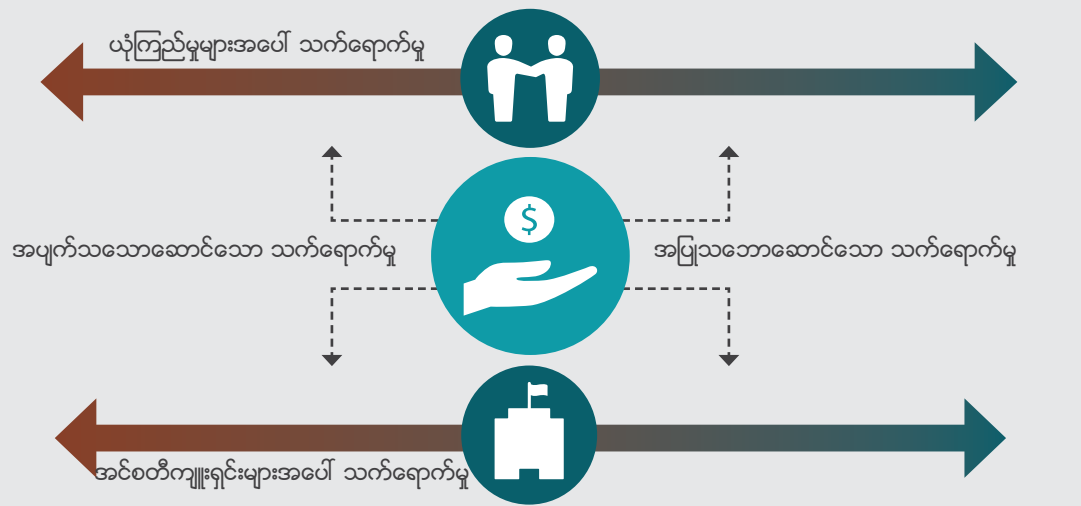 ယုံကြည်မှုများအပေါ် သက်ရောက်မှု
$
အပျက်သသောဆောင်သော သက်ရောက်မှု
အပြုသဘောဆောင်သော သက်ရောက်မှု
အင်စတီကျူးရှင်းများအပေါ် သက်ရောက်မှု